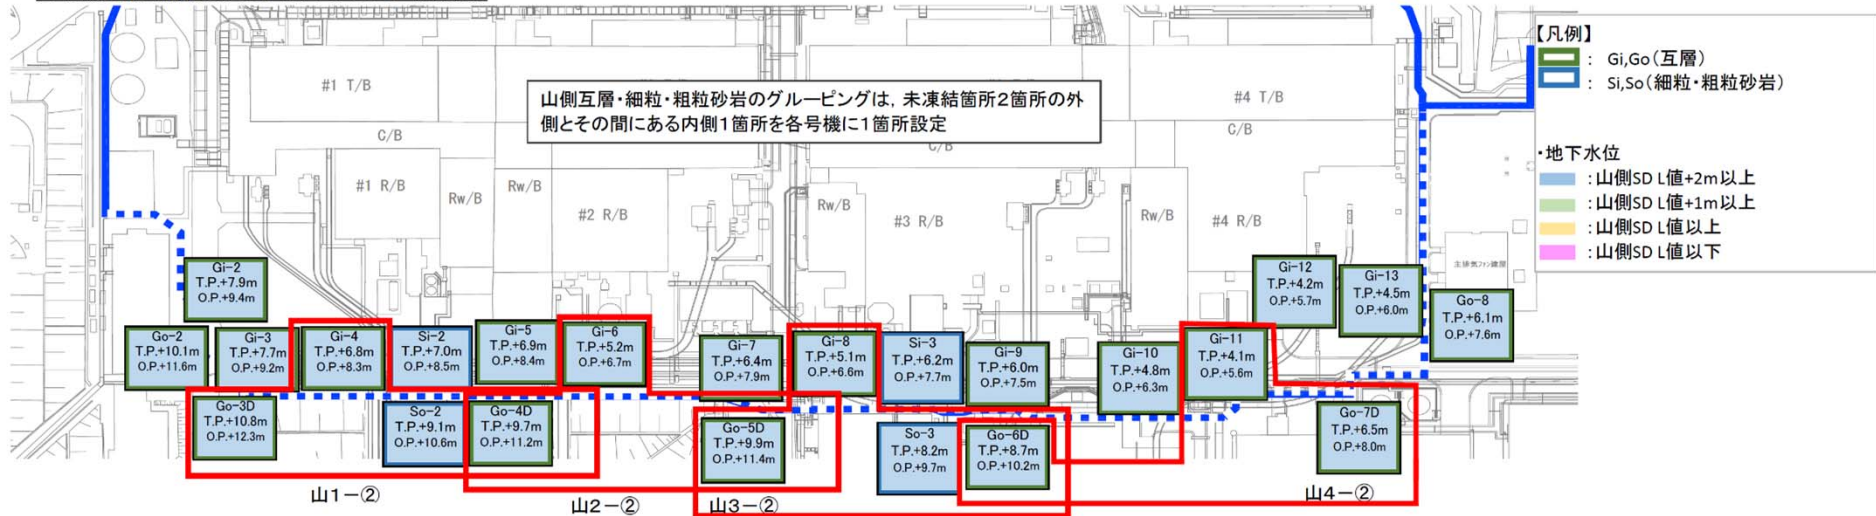 【凡例】
： Gi,Go（互層）
： Si,So（細粒・粗粒砂岩）
・地下水位
：山側SD L値+2m以上
：山側SD L値+1m以上
：山側SD L値以上
：山側SD L値以下
#1 T/B
山側互層・細粒・粗粒砂岩のグルーピングは，未凍結箇所２箇所の外
側とその間にある内側１箇所を各号機に１箇所設定
#4 T/B
C/B
C/B
C/B
#1 R/B
Rw/B
Rw/B
#2 R/B
Rw/B
#3 R/B
Rw/B
#4 R/B
主排気ファン建屋
Gi-2
T.P.+7.9m
O.P.+9.4m
Gi-12
T.P.+4.2m
O.P.+5.7m
Gi-13
T.P.+4.5m
O.P.+6.0m
Go-8
T.P.+6.1m
O.P.+7.6m
Go-2
T.P.+10.1m
O.P.+11.6m
Gi-3
T.P.+7.7m
O.P.+9.2m
Gi-4
T.P.+6.8m
O.P.+8.3m
Si-2
T.P.+7.0m
O.P.+8.5m
Gi-5
T.P.+6.9m
O.P.+8.4m
Gi-6
T.P.+5.2m
O.P.+6.7m
Gi-7
T.P.+6.4m
O.P.+7.9m
Gi-8
T.P.+5.1m
O.P.+6.6m
Si-3
T.P.+6.2m
O.P.+7.7m
Gi-9
T.P.+6.0m
O.P.+7.5m
Gi-10
T.P.+4.8m
O.P.+6.3m
Gi-11
T.P.+4.1m
O.P.+5.6m
Go-3D
T.P.+10.8m
O.P.+12.3m
So-2
T.P.+9.1m
O.P.+10.6m
Go-4D
T.P.+9.7m
O.P.+11.2m
Go-5D
T.P.+9.9m
O.P.+11.4m
So-3
T.P.+8.2m
O.P.+9.7m
Go-6D
T.P.+8.7m
O.P.+10.2m
Go-7D
T.P.+6.5m
O.P.+8.0m
山１－②
山２－②
山３－②
山４－②